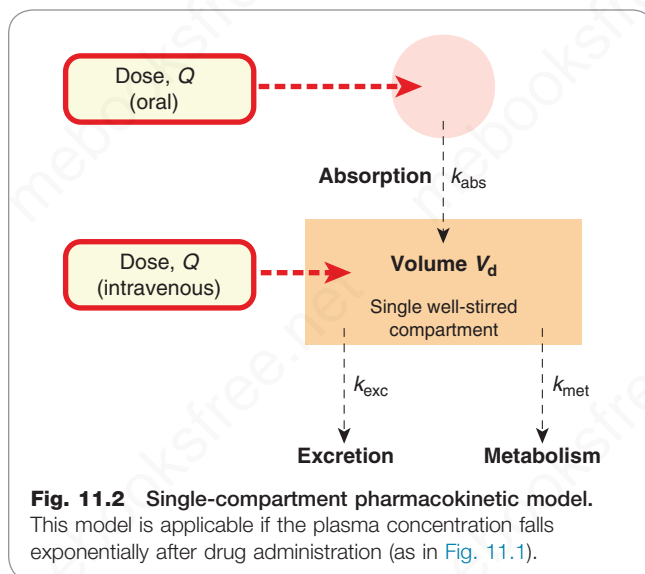 Dose, Q
(oral)
Absorption k_abs
Dose, Q
(intravenous)
Volume V_d
Single well-stirred
compartment
k_exc
k_met
Excretion
Metabolism
Fig. 11.2 Single-compartment pharmacokinetic model.
This model is applicable if the plasma concentration falls
exponentially after drug administration (as in Fig. 11.1).